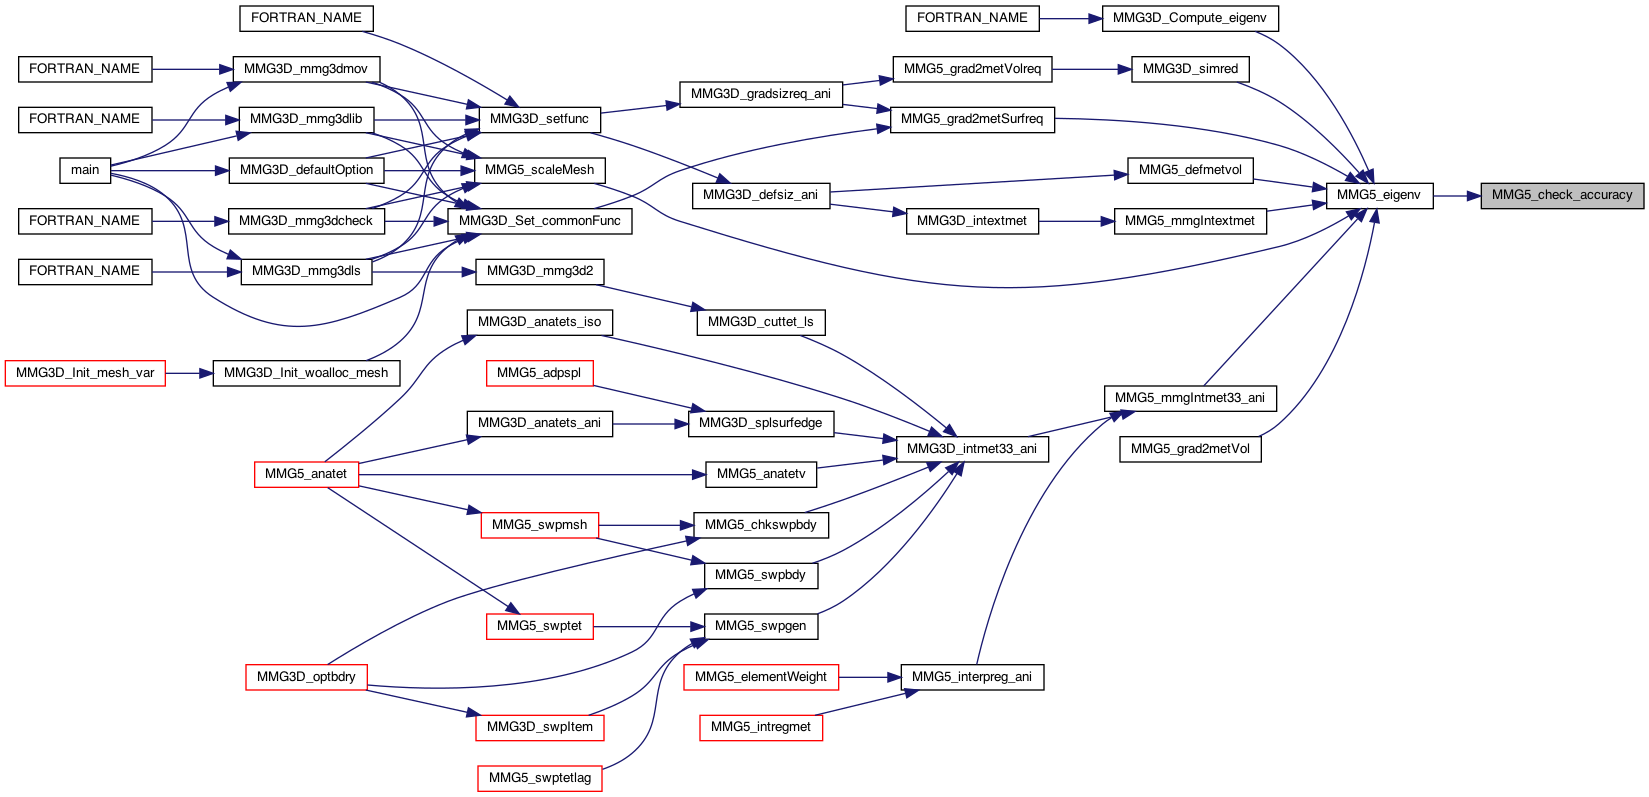 FORTRAN_NAME
FORTRAN_NAME
MMG3D_Compute_eigenv
FORTRAN_NAME
MMG3D_mmg3dmov
MMG5_grad2metVolreq
MMG3D_simred
MMG3D_gradsizreq_ani
FORTRAN_NAME
MMG3D_mmg3dlib
MMG3D_setfunc
MMG5_grad2metSurfreq
main
MMG3D_defaultOption
MMG5_scaleMesh
MMG5_defmetvol
MMG3D_defsiz_ani
MMG5_eigenv
MMG5_check_accuracy
FORTRAN_NAME
MMG3D_mmg3dcheck
MMG3D_Set_commonFunc
MMG3D_intextmet
MMG5_mmgIntextmet
FORTRAN_NAME
MMG3D_mmg3dls
MMG3D_mmg3d2
MMG3D_anatets_iso
MMG3D_cuttet_ls
MMG3D_Init_mesh_var
MMG3D_Init_woalloc_mesh
MMG5_adpspl
MMG5_mmgIntmet33_ani
MMG3D_anatets_ani
MMG3D_splsurfedge
MMG3D_intmet33_ani
MMG5_grad2metVol
MMG5_anatet
MMG5_anatetv
MMG5_swpmsh
MMG5_chkswpbdy
MMG5_swpbdy
MMG5_swptet
MMG5_swpgen
MMG3D_optbdry
MMG5_elementWeight
MMG5_interpreg_ani
MMG3D_swpItem
MMG5_intregmet
MMG5_swptetlag